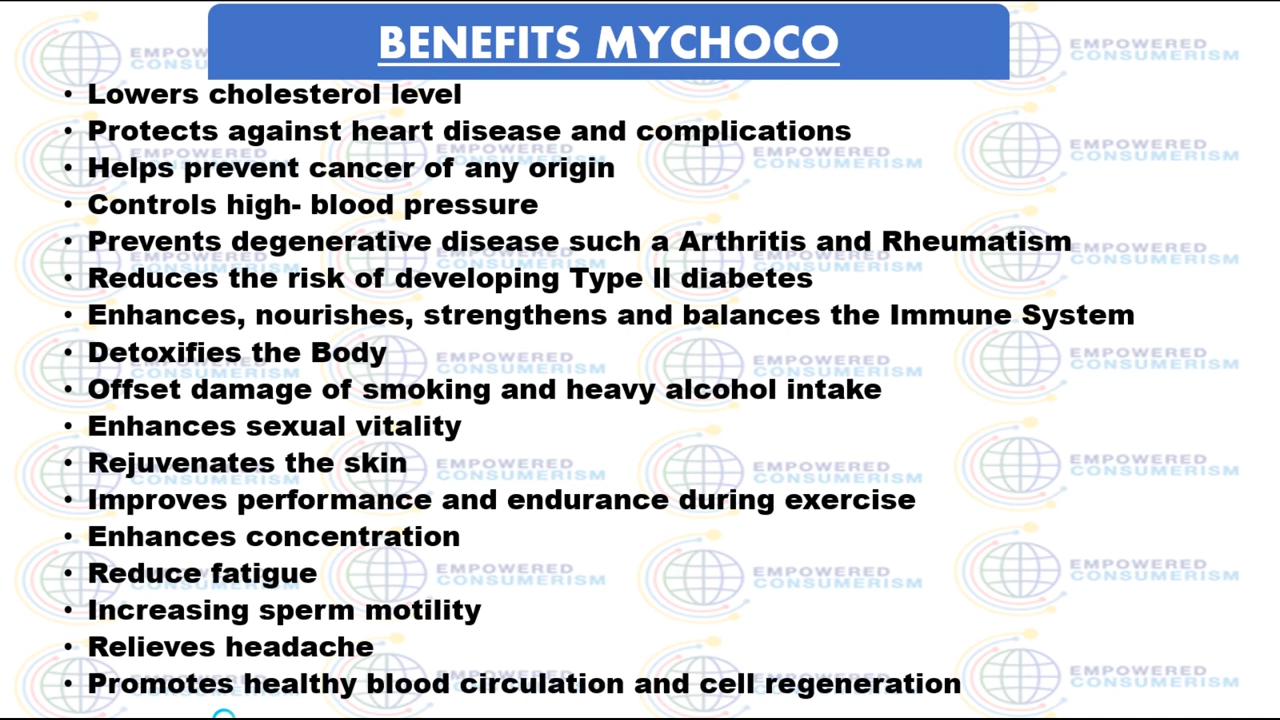 BENEFITS MYCHOCO
• Lowers cholesterol level
• Protects against heart disease and complications
• Helps prevent cancer of any origin
• Controls high- blood pressure
• Prevents degenerative disease such a Arthritis and Rheumatism
• Reduces the risk of developing Type II diabetes
• Enhances, nourishes, strengthens and balances the Immune System
• Detoxifies the Body
• Offset damage of smoking and heavy alcohol intake
• Enhances sexual vitality
• Rejuvenates the skin
• Improves performance and endurance during exercise
• Enhances concentration
• Reduce fatigue
• Increasing sperm motility
• Relieves headache
• Promotes healthy blood circulation and cell regeneration
EMPOWERED
CONSUMERISM